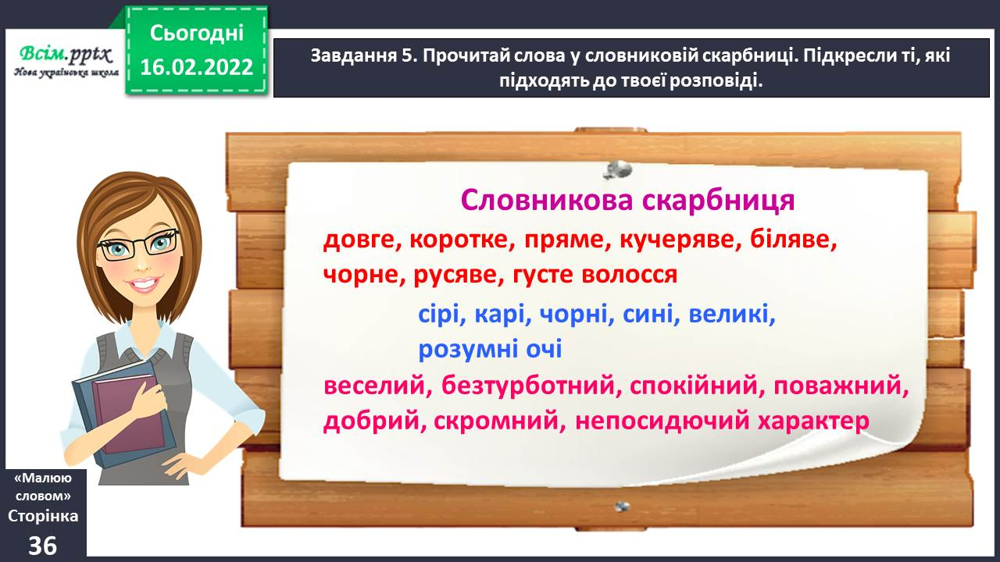 Всім.pptx
Нова українська школа
Сьогодні
16.02.2022
Завдання 5. Прочитай слова у словниковій скарбниці. Підкресли ті, які
підходять до твоєї розповіді.
Словникова скарбниця
довге, коротке, пряме, кучеряве, біляве,
чорне, русяве, густе волосся
сірі, карі, чорні, сині, великі,
розумні очі
веселий, безтурботний, спокійний, поважний,
добрий, скромний, непосидючий характер
«Малюю
словом»
Сторінка
36